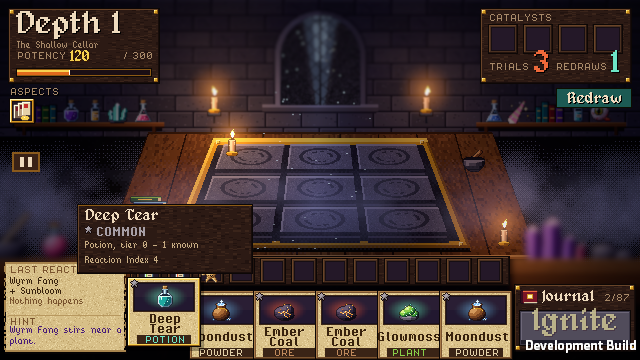 Depth 1
The Shallow Cellar
POTENCY 120 / 300
ASPECTS
CATALYSTS
TRIALS 3 REDRAWS 1
Redraw
Deep Tear
COMMON
Potion, tier 0 - 1 known
Reaction Index 4
LAST REACT
Wyrm Fang
+ Sunbloom
Nothing happens
HINT
Wyrm Fang stirs near a
plant.
Deep
Tear
POTION
oondust
POWDER
Ember
Coal
ORE
Ember
Coal
ORE
Glowmoss
PLANT
Moondust
POWDER
Journal 2/87
Ignite
Development Build